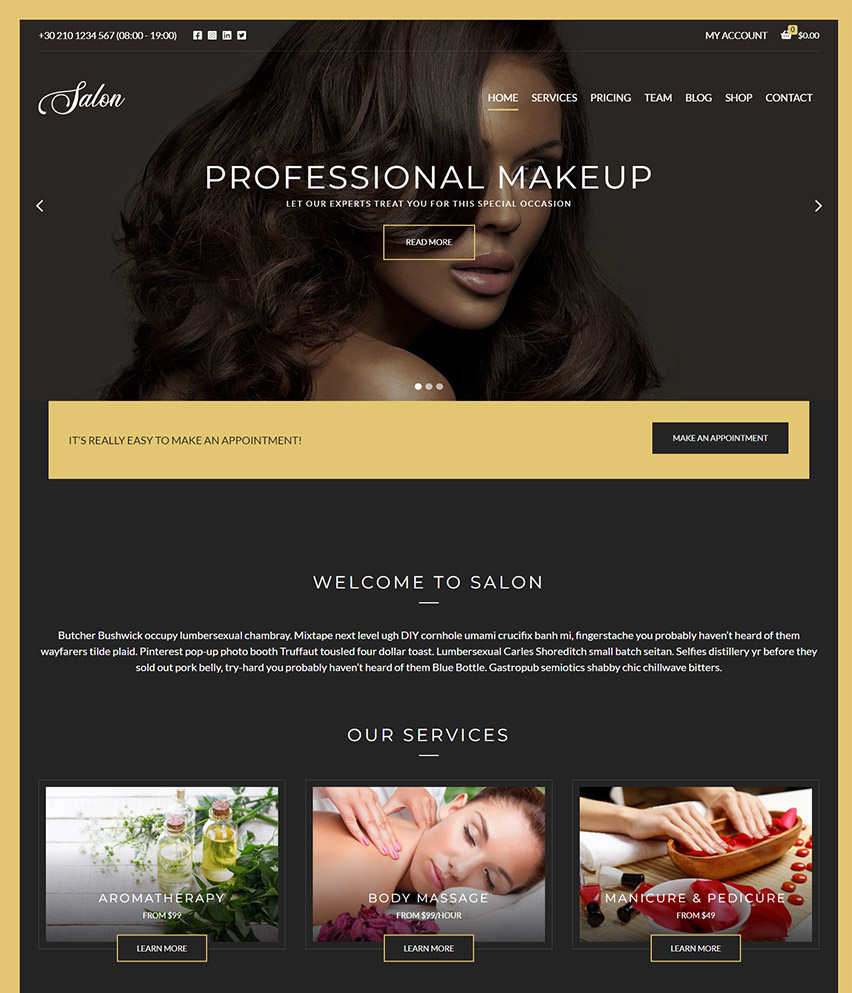 +30 210 1234 567 (08:00 - 19:00)
MY ACCOUNT
0
$0.00
Salon
HOME SERVICES PRICING TEAM BLOG SHOP CONTACT
PROFESSIONAL MAKEUP
LET OUR EXPERTS TREAT YOU FOR THIS SPECIAL OCCASION
READ MORE
IT'S REALLY EASY TO MAKE AN APPOINTMENT!
MAKE AN APPOINTMENT
WELCOME TO SALON
Butcher Bushwick occupy lumbersexual chambray. Mixtape next level ugh DIY cornhole umami crucifix banh mi, fingerstache you probably haven't heard of them
wayfarers tilde plaid. Pinterest pop-up photo booth Truffaut tousled four dollar toast. Lumbersexual Carles Shoreditch small batch seitan. Selfies distillery yr before they
sold out pork belly, try-hard you probably haven't heard of them Blue Bottle. Gastropub semiotics shabby chic chillwave bitters.
OUR SERVICES
AROMATHERAPY
FROM $99
LEARN MORE
BODY MASSAGE
FROM $99/HOUR
LEARN MORE
MANICURE & PEDICURE
FROM $49
LEARN MORE